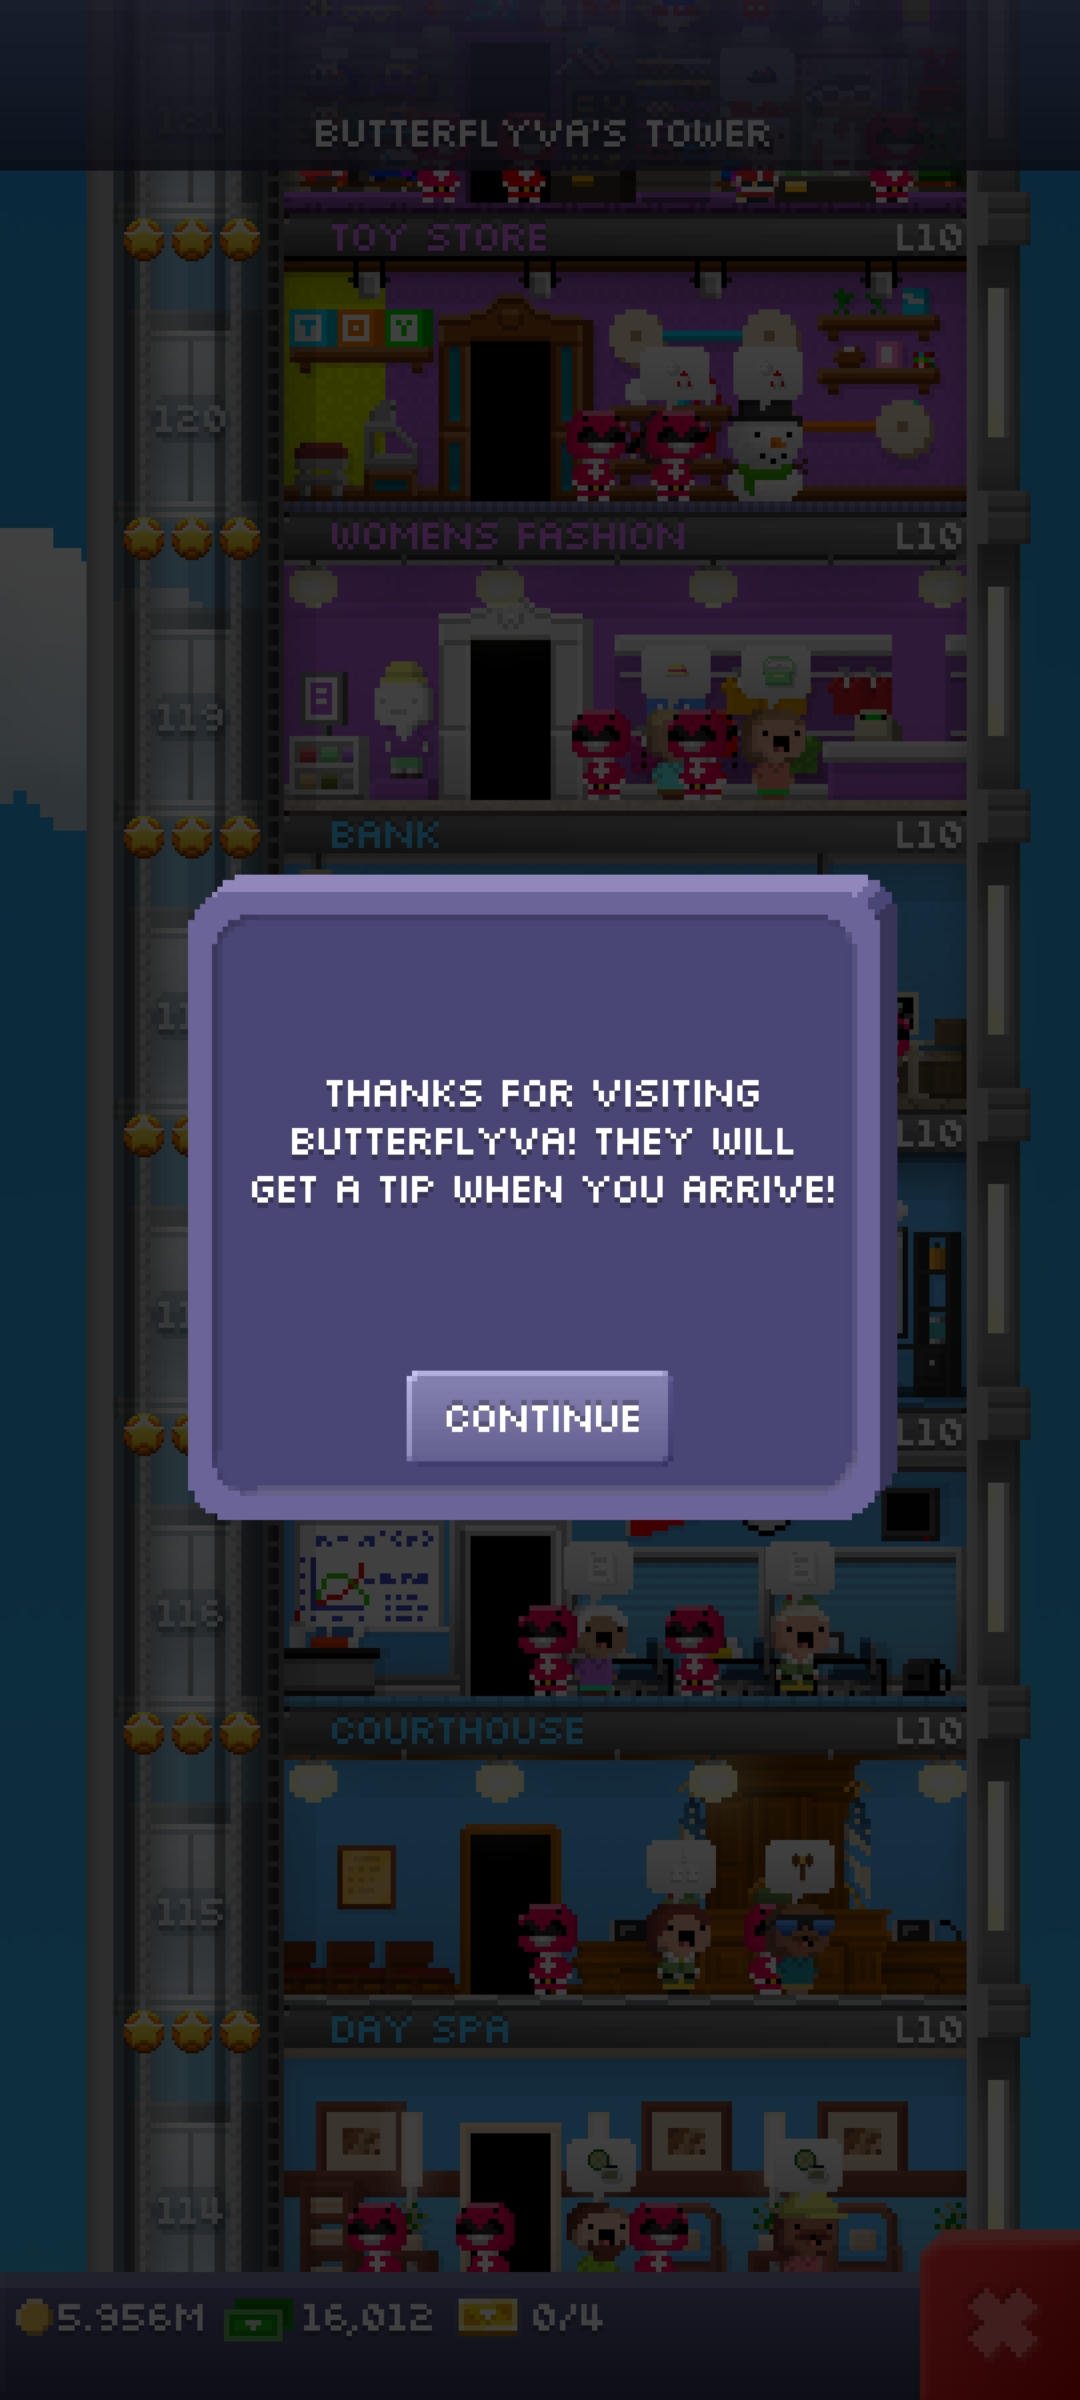 121
BUTTERFLYVA'S TOWER
TOY STORE L10
T O Y
120
WOMENS FASHION L10
119
BANK L10
THANKS FOR VISITING
BUTTERFLYVA! THEY WILL
GET A TIP WHEN YOU ARRIVE!
L10
CONTINUE
L10
116
COURTHOUSE L10
115
DAY SPA L10
114
5.956M 16,012 0/4